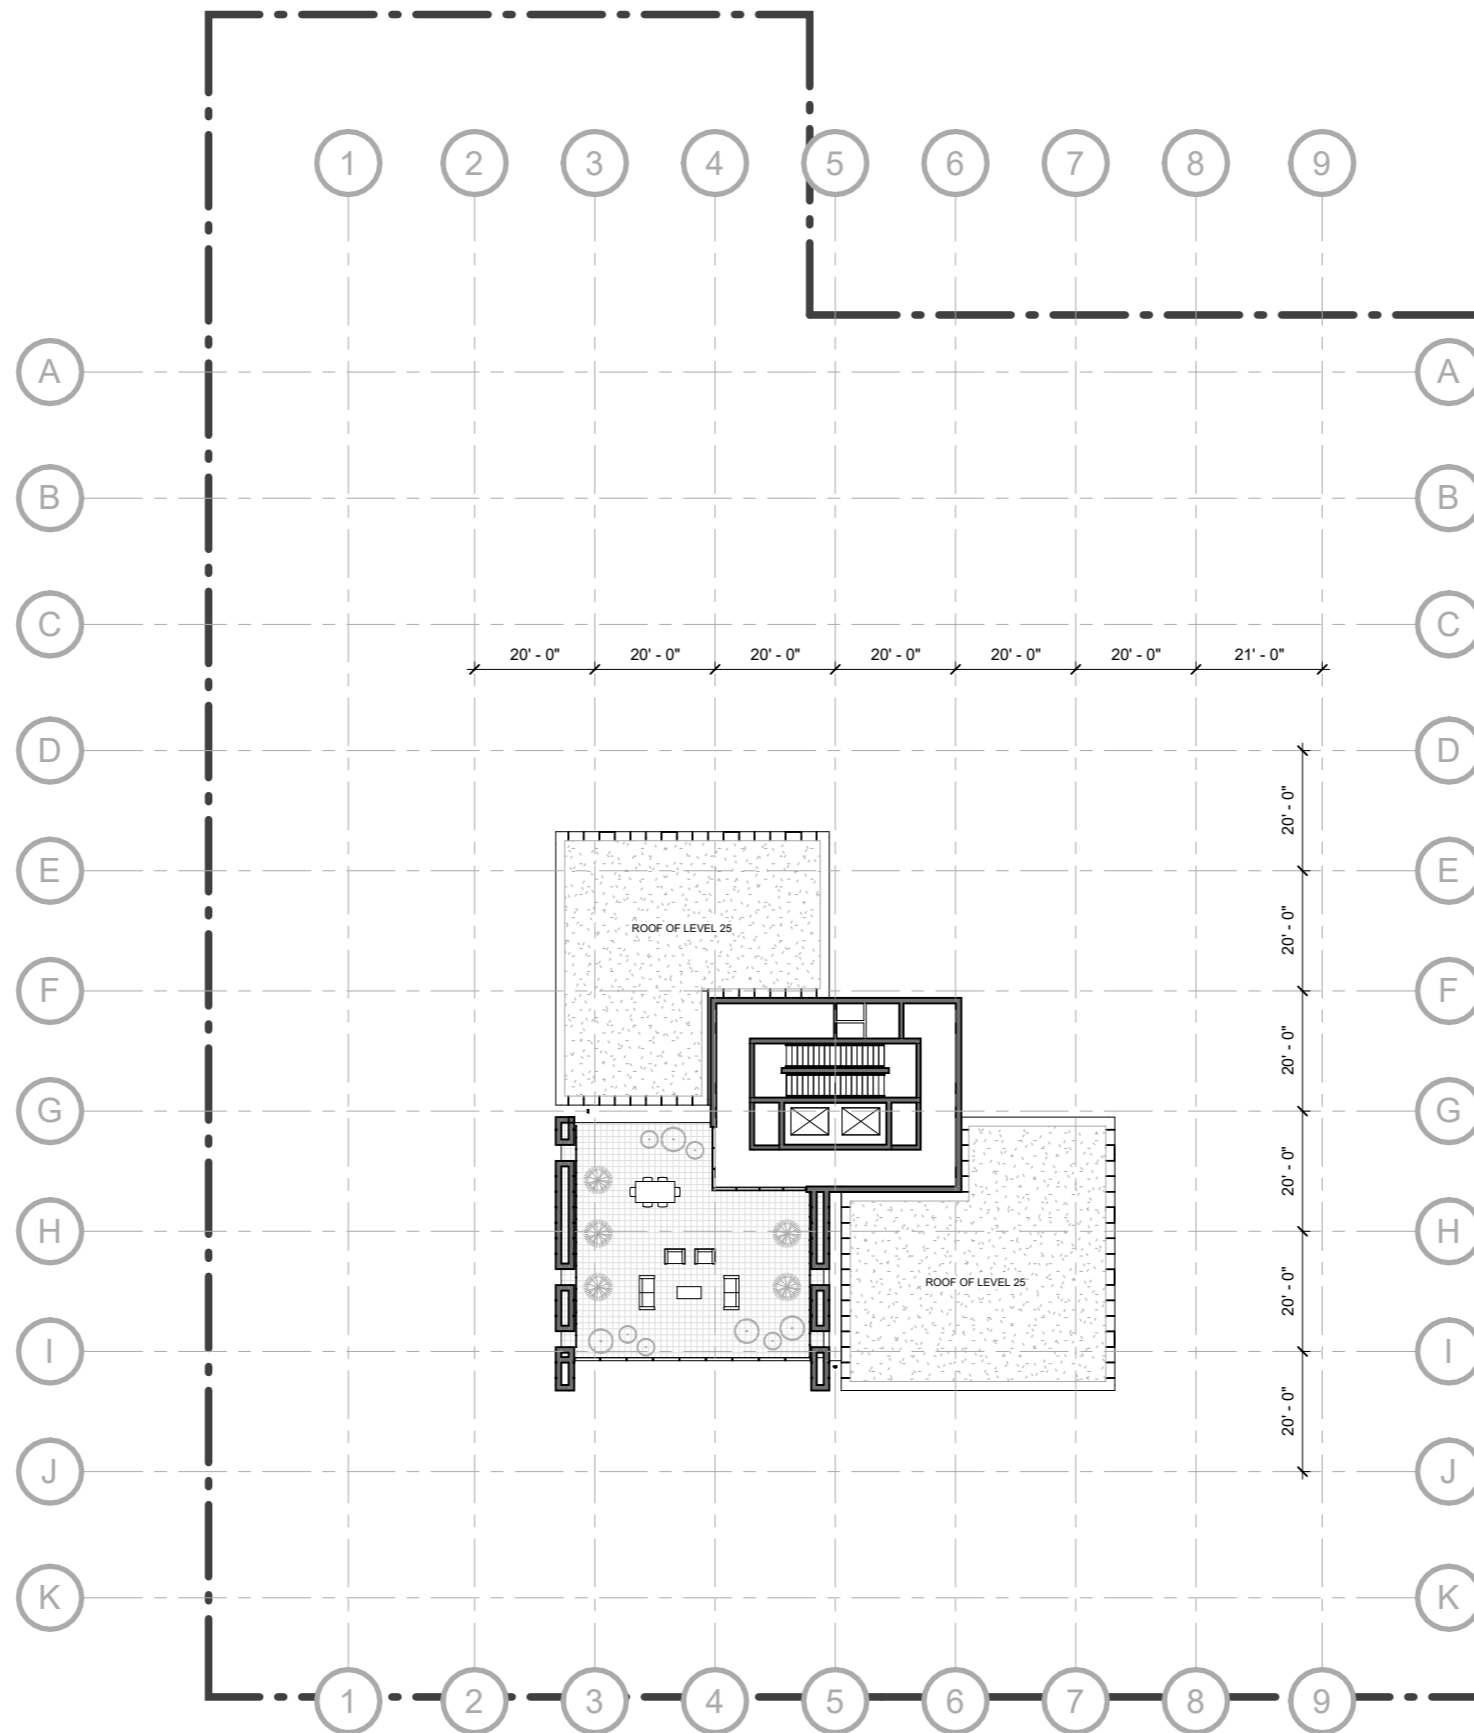 1 2 3 4 5 6 7 8 9
A A
B B
C C
20' - 0" 20' - 0" 20' - 0" 20' - 0" 20' - 0" 20' - 0" 21' - 0"
D D
20' - 0"
E E
ROOF OF LEVEL 25
20' - 0"
F F
20' - 0"
G G
20' - 0"
H H
ROOF OF LEVEL 25
20' - 0"
I I
20' - 0"
J J
K K
1 2 3 4 5 6 7 8 9